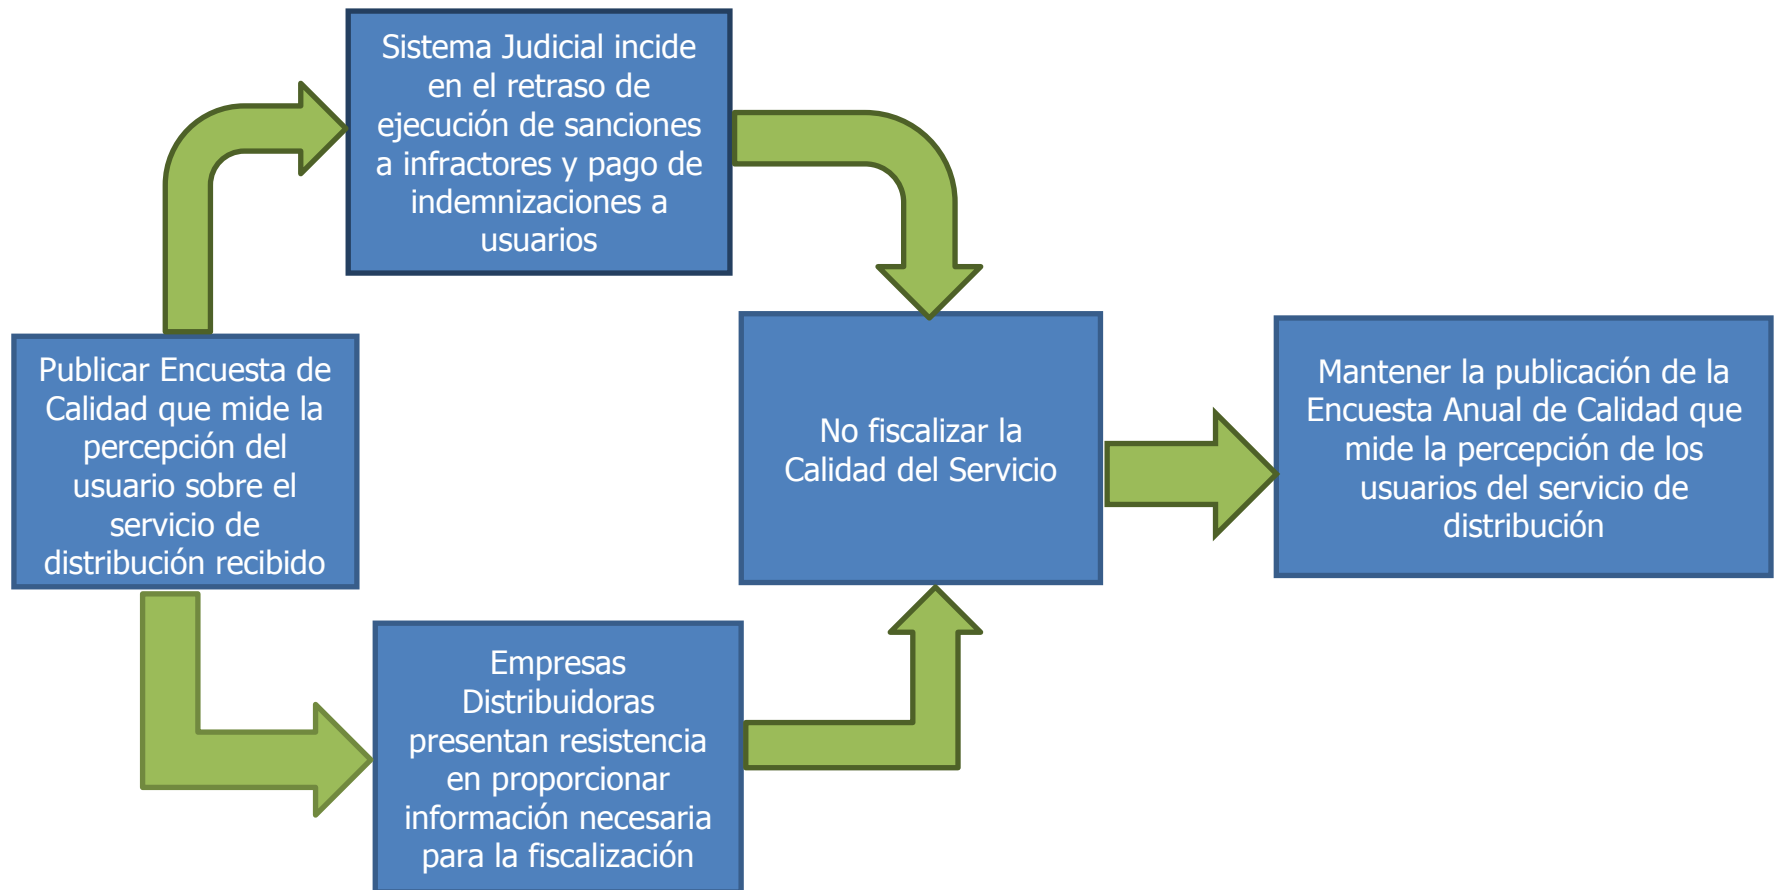 Sistema Judicial incide
en el retraso de
ejecución de sanciones
a infractores y pago de
indemnizaciones a
usuarios
Publicar Encuesta de
Calidad que mide la
percepción del
usuario sobre el
servicio de
distribución recibido
No fiscalizar la
Calidad del Servicio
Mantener la publicación de la
Encuesta Anual de Calidad que
mide la percepción de los
usuarios del servicio de
distribución
Empresas
Distribuidoras
presentan resistencia
en proporcionar
información necesaria
para la fiscalización